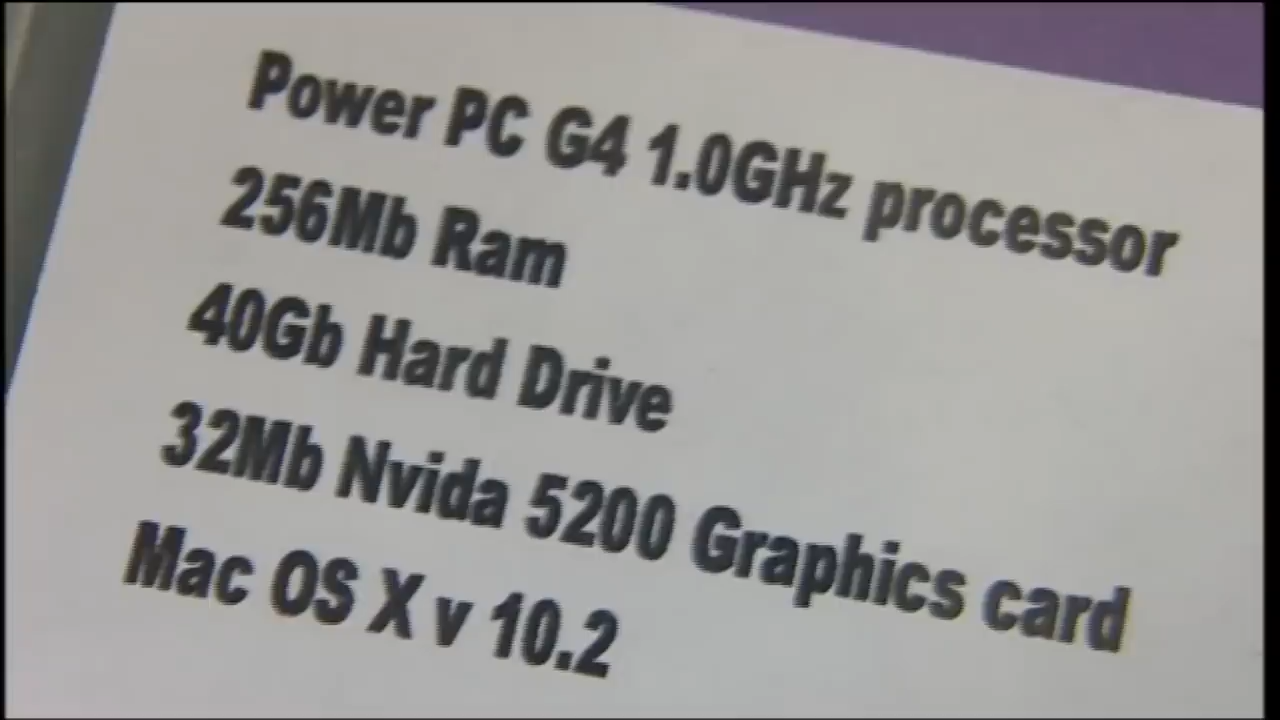 Power PC G4 1.0GHz processor
256Mb Ram
40Gb Hard Drive
32Mb Nvida 5200 Graphics card
Mac OS X v 10.2